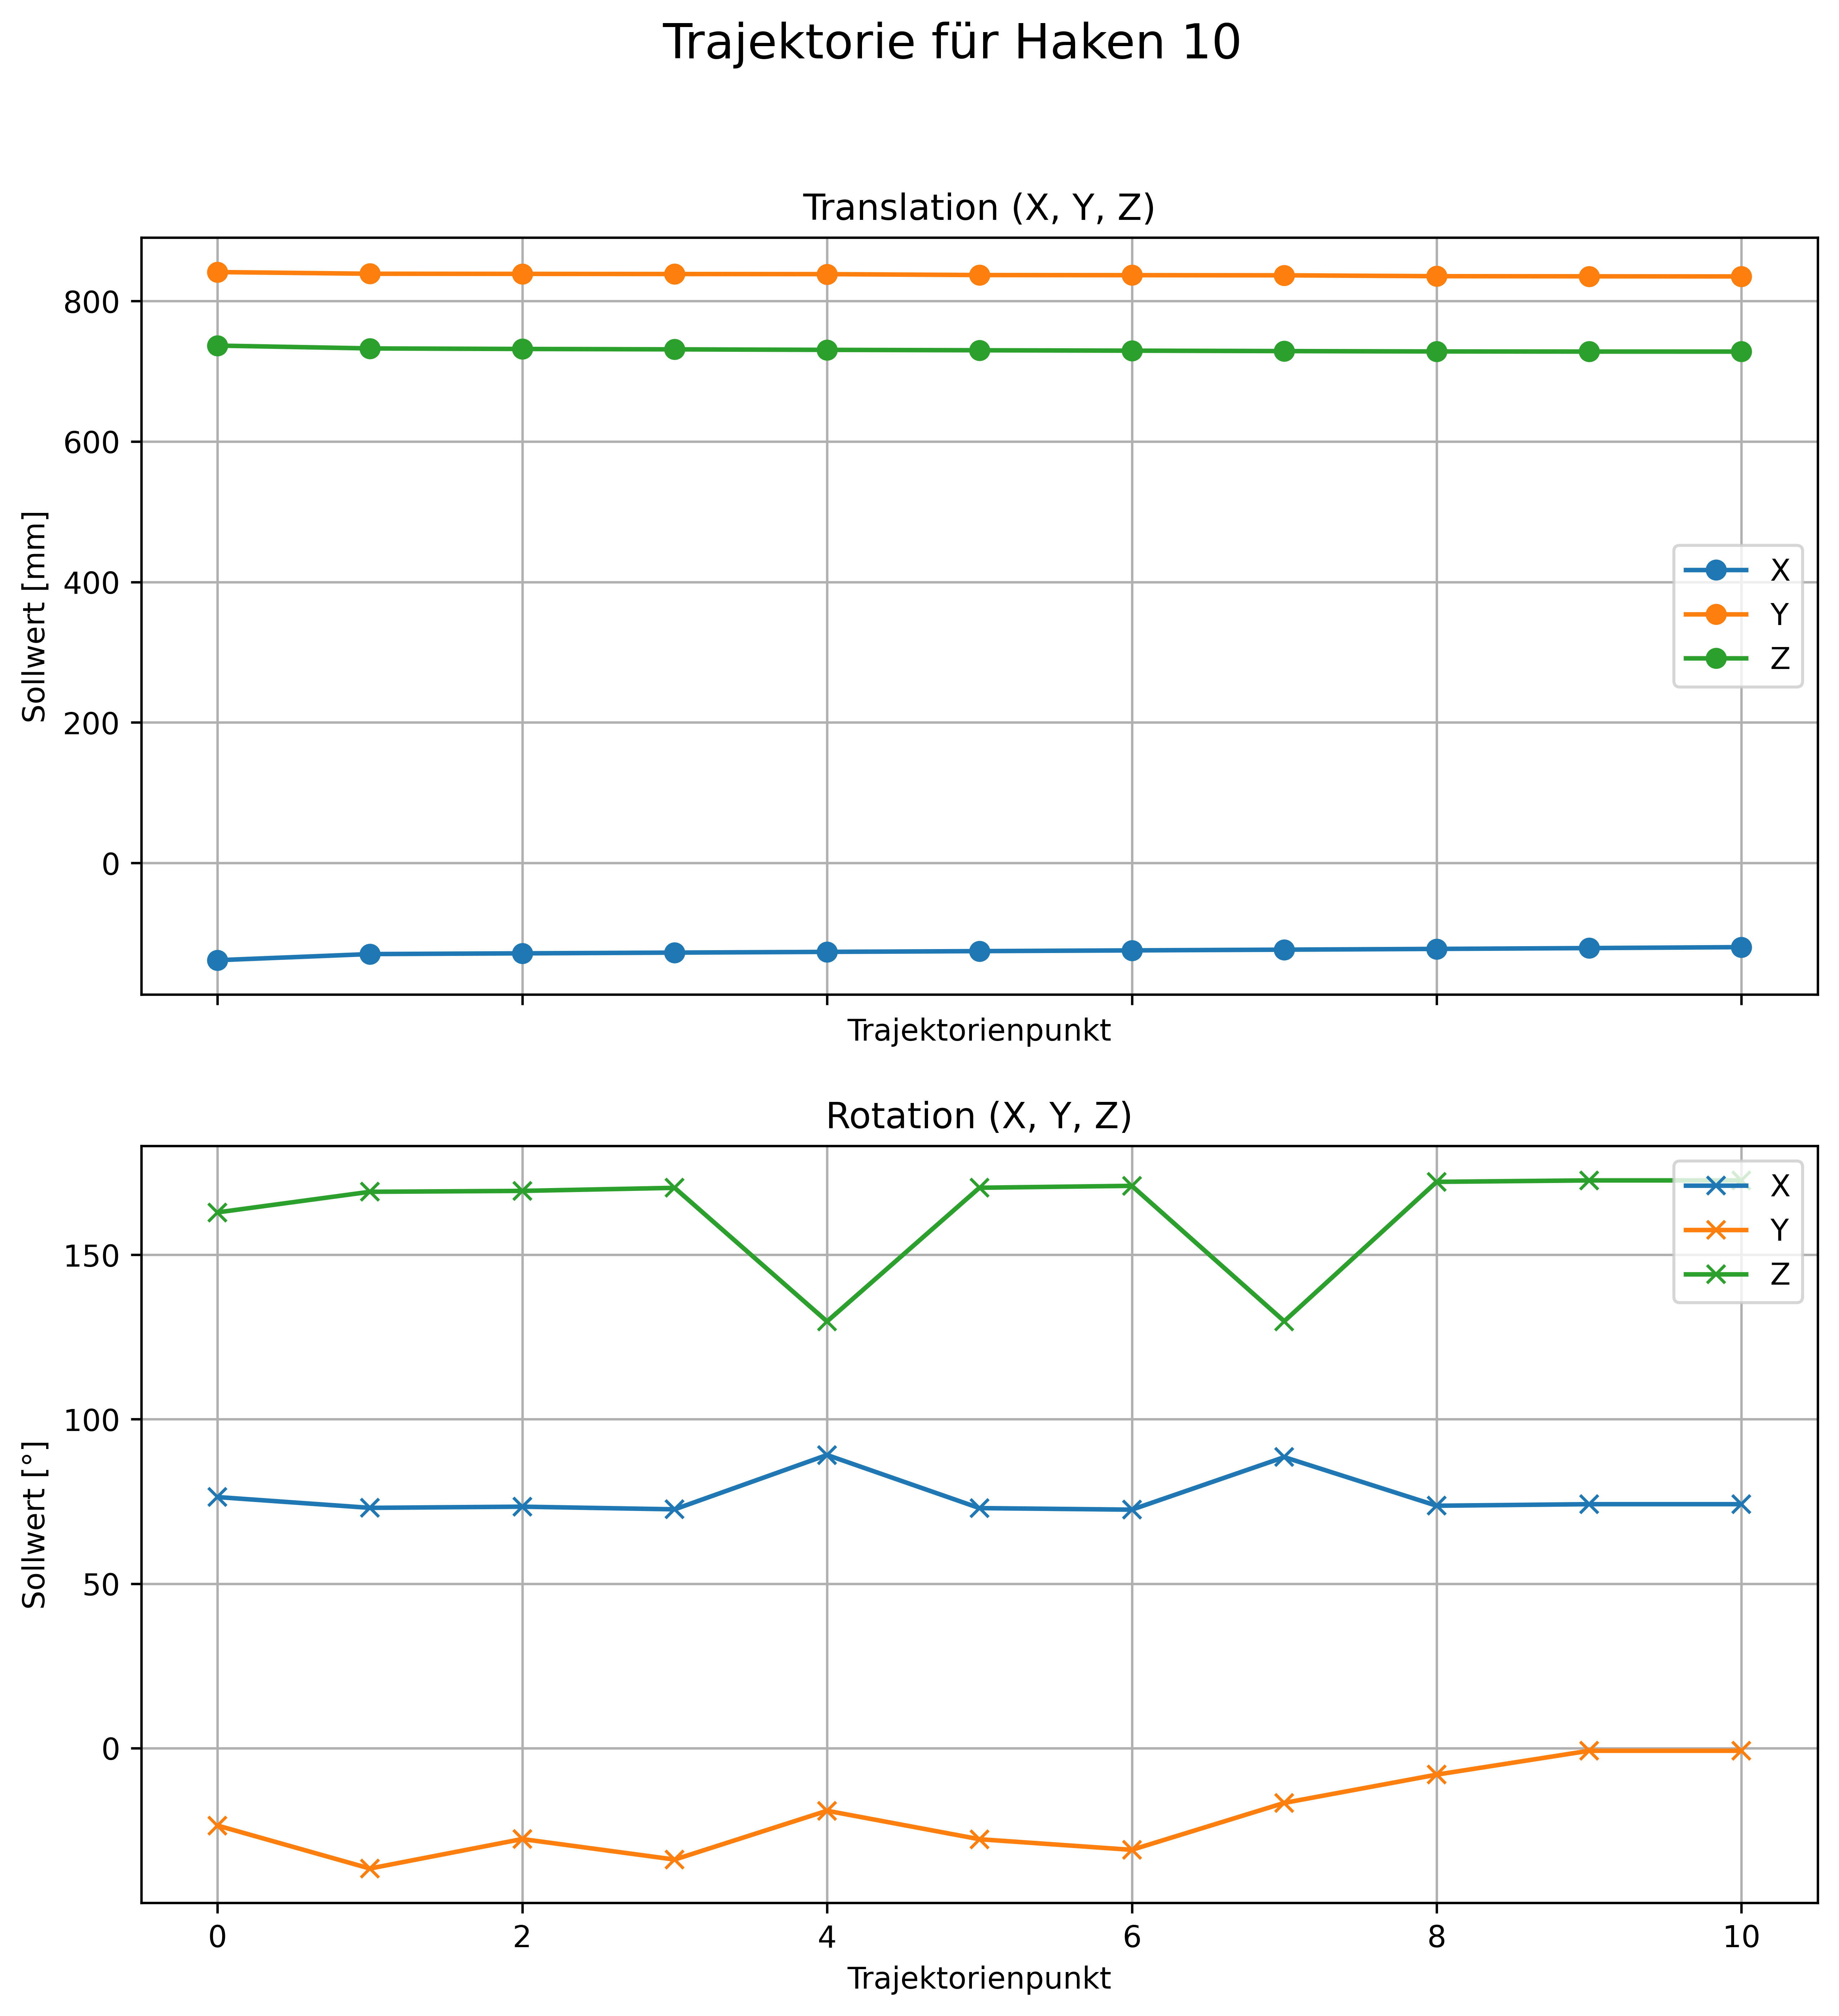 Trajektorie für Haken 10
Translation (X, Y, Z)
800
600
400
200
0
Sollwert [mm]
X
Y
Z
Trajektorienpunkt
Rotation (X, Y, Z)
150
100
50
0
Sollwert [°]
X
Y
Z
0 2 4 6 8 10
Trajektorienpunkt